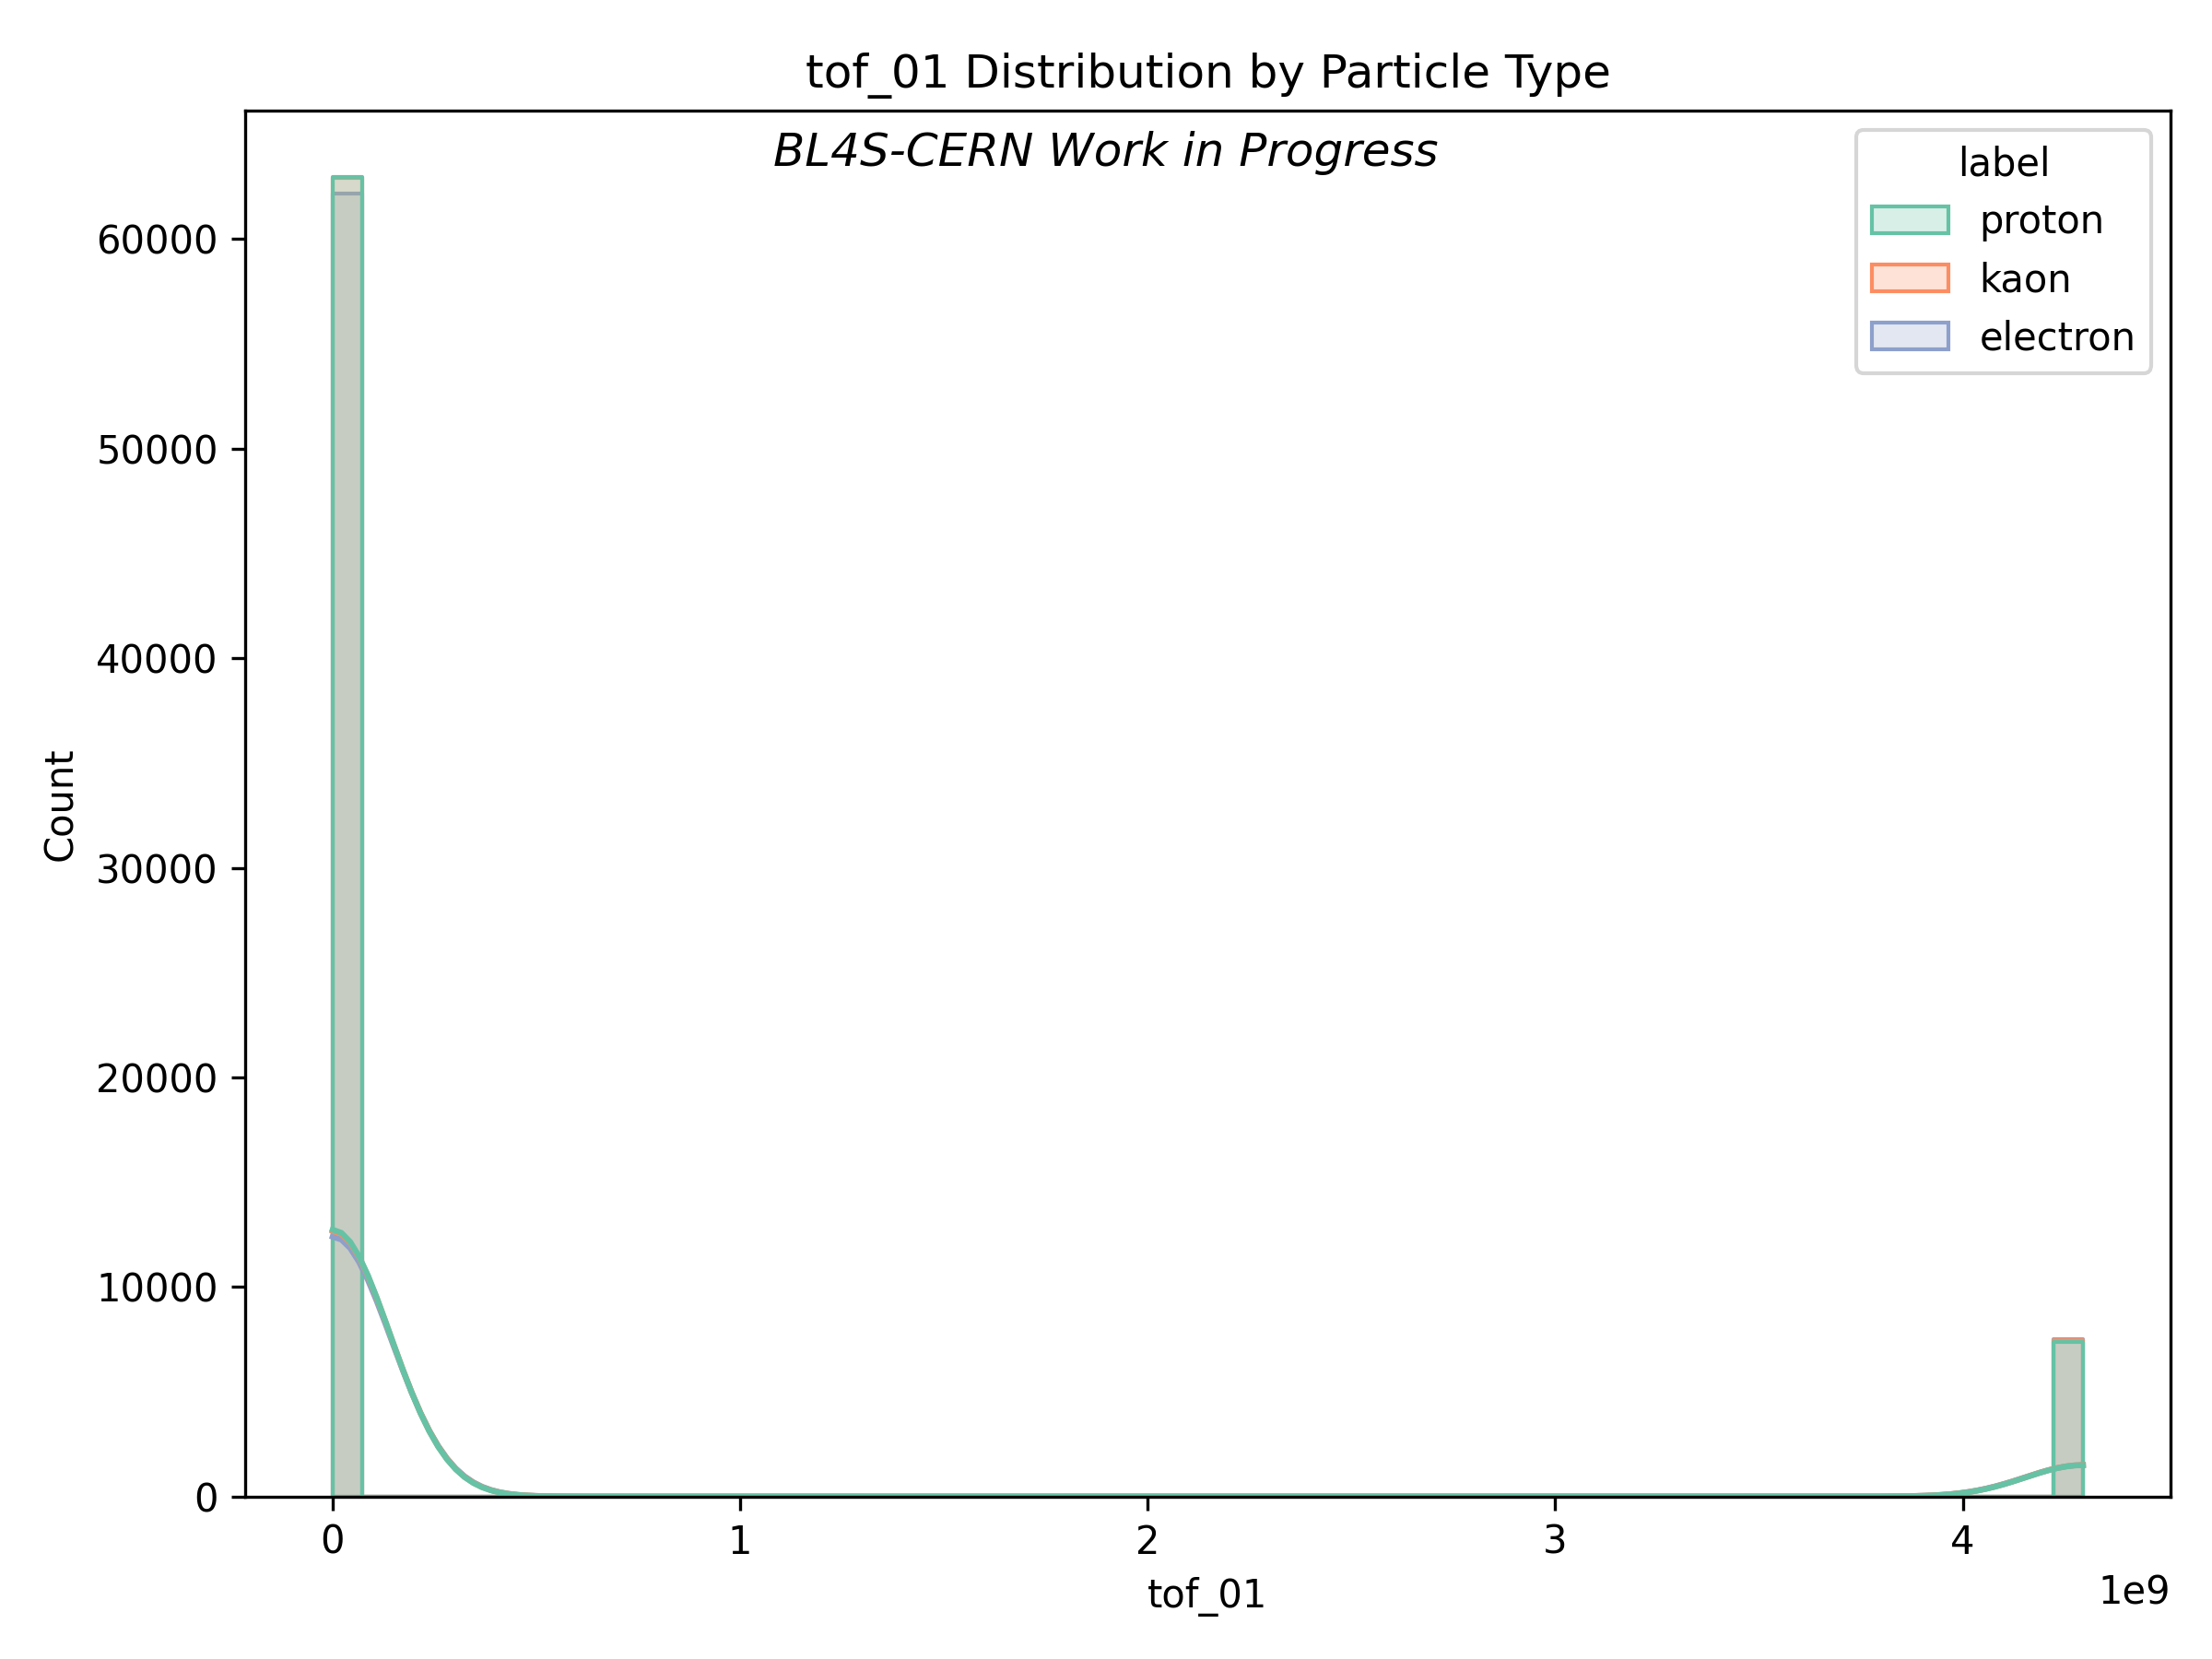 tof_01 Distribution by Particle Type
BL4S-CERN Work in Progress
label
proton
kaon
electron
Count
60000
50000
40000
30000
20000
10000
0
0 1 2 3 4
1e9
tof_01